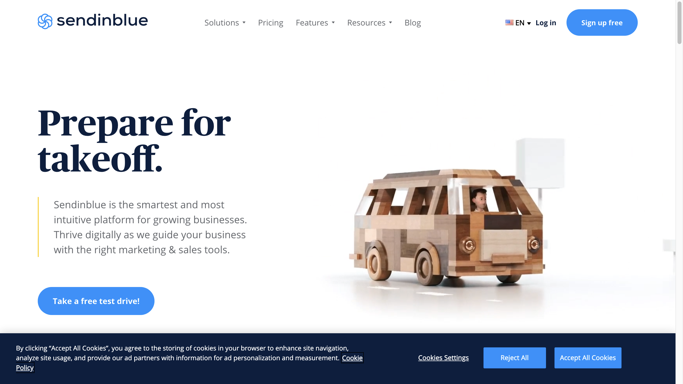 sendinblue
Solutions
Pricing
Features
Resources
Blog
EN
Log in
Sign up free
Prepare for
takeoff.
Sendinblue is the smartest and most
intuitive platform for growing businesses.
Thrive digitally as we guide your business
with the right marketing & sales tools.
Take a free test drive!
By clicking “Accept All Cookies”, you agree to the storing of cookies in your browser to enhance site navigation,
analyze site usage, and provide our ad partners with information for ad personalization and measurement. Cookie
Policy
Cookies Settings
Reject All
Accept All Cookies